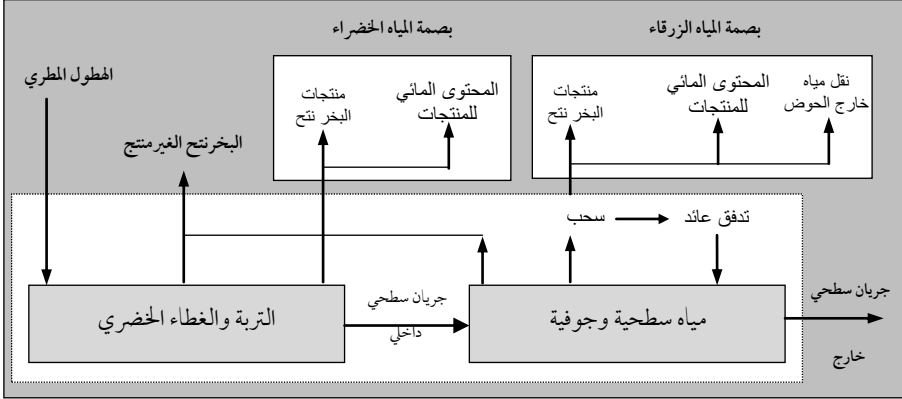 بصمة المياه الزرقاء
بصمة المياه الخضراء
الهطول المطري
نقل مياه
خارج الحوض
المحتوى المائي
للمنتجات
منتجات
البخر نتح
المحتوى المائي
للمنتجات
منتجات
البخر نتح
البخرنتح الغيرمنتج
سحب
تدفق عائد
التربة والغطاء الخضري
جريان سطحي
داخلي
مياه سطحية وجوفية
جريان سطحي
خارج